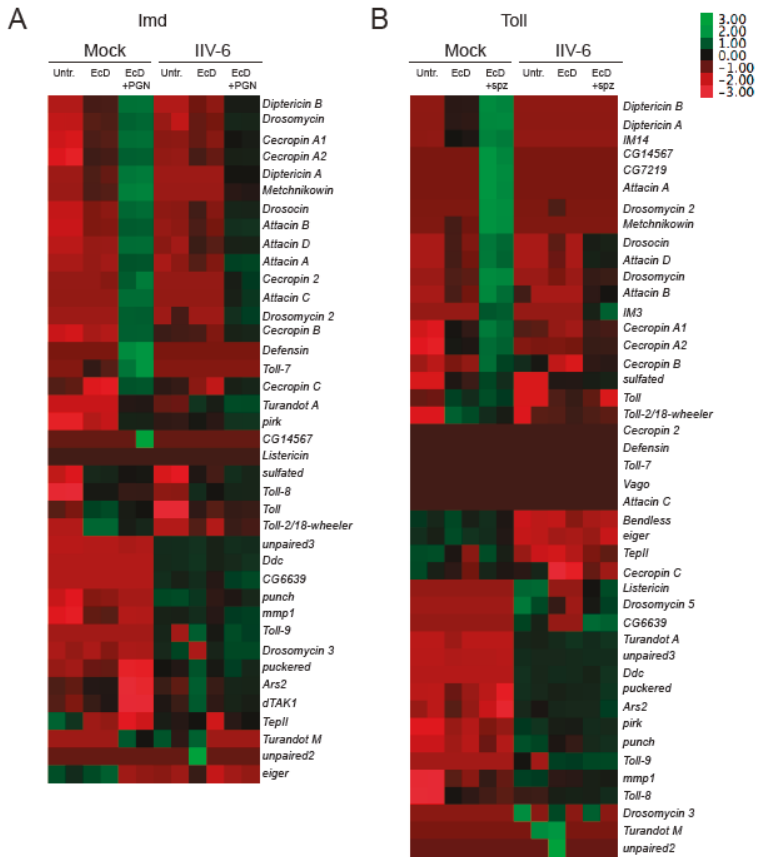 A
Imd
Mock
IIV-6
Untr.
EcD
EcD
+PGN
Untr.
EcD
EcD
+PGN
Diptericin B
Drosomycin
Cecropin A1
Cecropin A2
Diptericin A
Metchnikowin
Drosocin
Attacin B
Attacin D
Attacin A
Cecropin 2
Attacin C
Drosomycin 2
Cecropin B
Defensin
Toll-7
Cecropin C
Turandot A
pirk
CG14567
Listericin
sulfated
Toll-8
Toll
Toll-2/18-wheeler
unpaired3
Ddc
CG6639
punch
mmp1
Toll-9
Drosomycin 3
puckered
Ars2
dTAK1
TepII
Turandot M
unpaired2
eiger
B
Toll
Mock
IIV-6
Untr.
EcD
EcD
+spz
Untr.
EcD
EcD
+spz
Diptericin B
Diptericin A
IM14
CG14567
CG7219
Attacin A
Drosomycin 2
Metchnikowin
Drosocin
Attacin D
Drosomycin
Attacin B
IM3
Cecropin A1
Cecropin A2
Cecropin B
sulfated
Toll
Toll-2/18-wheeler
Cecropin 2
Defensin
Toll-7
Vago
Attacin C
Bendless
eiger
TepII
Cecropin C
Listericin
Drosomycin 5
CG6639
Turandot A
unpaired3
Ddc
puckered
Ars2
pirk
punch
Toll-9
mmp1
Toll-8
Drosomycin 3
Turandot M
unpaired2
3.00
2.00
1.00
0.00
-1.00
-2.00
-3.00